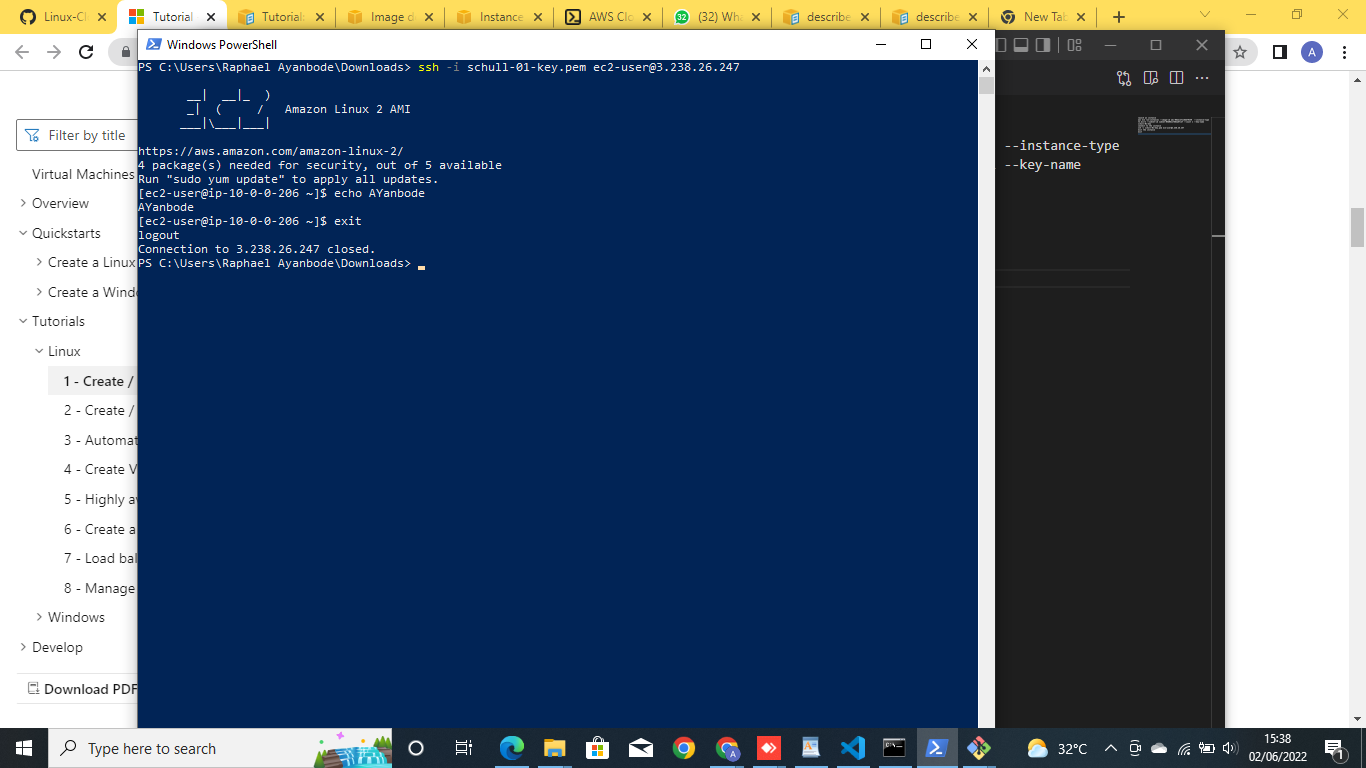 Linux-Cl
Tutorial
Tutorial
Image d
Instance
AWS Clo
(32) Wha
describe
describe
New Tab
Windows PowerShell
PS C:\Users\Raphael Ayanbode\Downloads> ssh -i schull-01-key.pem ec2-user@3.238.26.247
__| __|_ )
_| ( / Amazon Linux 2 AMI
___|\___|___|
https://aws.amazon.com/amazon-linux-2/
4 package(s) needed for security, out of 5 available
Run "sudo yum update" to apply all updates.
[ec2-user@ip-10-0-0-206 ~]$ echo AYanbode
AYanbode
[ec2-user@ip-10-0-0-206 ~]$ exit
logout
Connection to 3.238.26.247 closed.
PS C:\Users\Raphael Ayanbode\Downloads>
--instance-type
--key-name
A
Filter by title
Virtual Machines
Overview
Quickstarts
Create a Linux
Create a Wind
Tutorials
Linux
1 - Create /
2 - Create /
3 - Automat
4 - Create V
5 - Highly a
6 - Create a
7 - Load bal
8 - Manage
Windows
Develop
Download PDF
Type here to search
32°C
15:38
02/06/2022
1